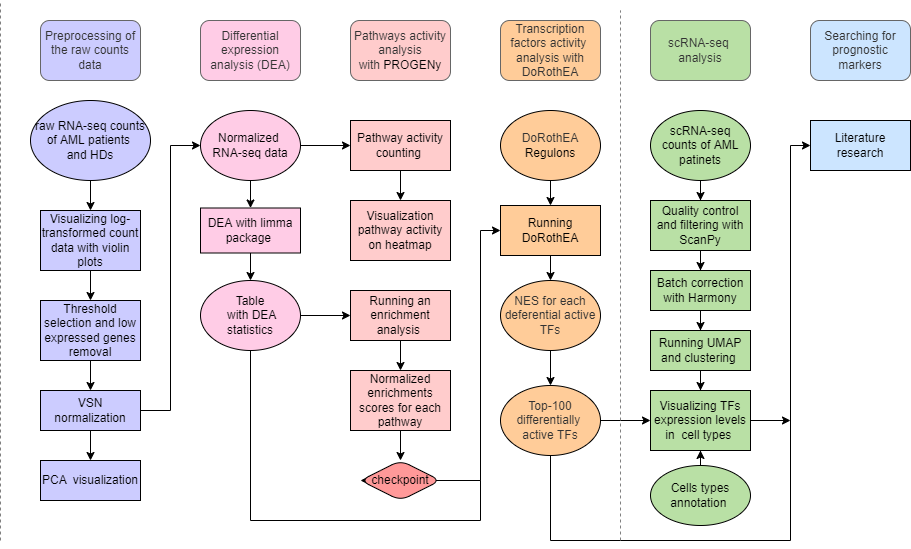 Preprocessing of
the raw counts
data
Differential
expression
analysis (DEA)
Pathways activity
analysis
with PROGENy
Transcription
factors activity
analysis with
DoRothEA
scRNA-seq
analysis
Searching for
prognostic
markers
raw RNA-seq counts
of AML patients
and HDs
Visualizing log-
transformed count
data with violin
plots
Threshold
selection and low
expressed genes
removal
VSN
normalization
PCA visualization
Normalized
RNA-seq data
DEA with limma
package
Table
with DEA
statistics
Pathway activity
counting
Visualization
pathway activity
on heatmap
Running an
enrichment
analysis
Normalized
enrichments
scores for each
pathway
checkpoint
DoRothEA
Regulons
Running
DoRothEA
NES for each
deferential active
TFs
Top-100
differentially
active TFs
scRNA-seq
counts of AML
patinets
Quality control
and filtering with
ScanPy
Batch correction
with Harmony
Running UMAP
and clustering
Visualizing TFs
expression levels
in cell types
Cells types
annotation
Literature
research